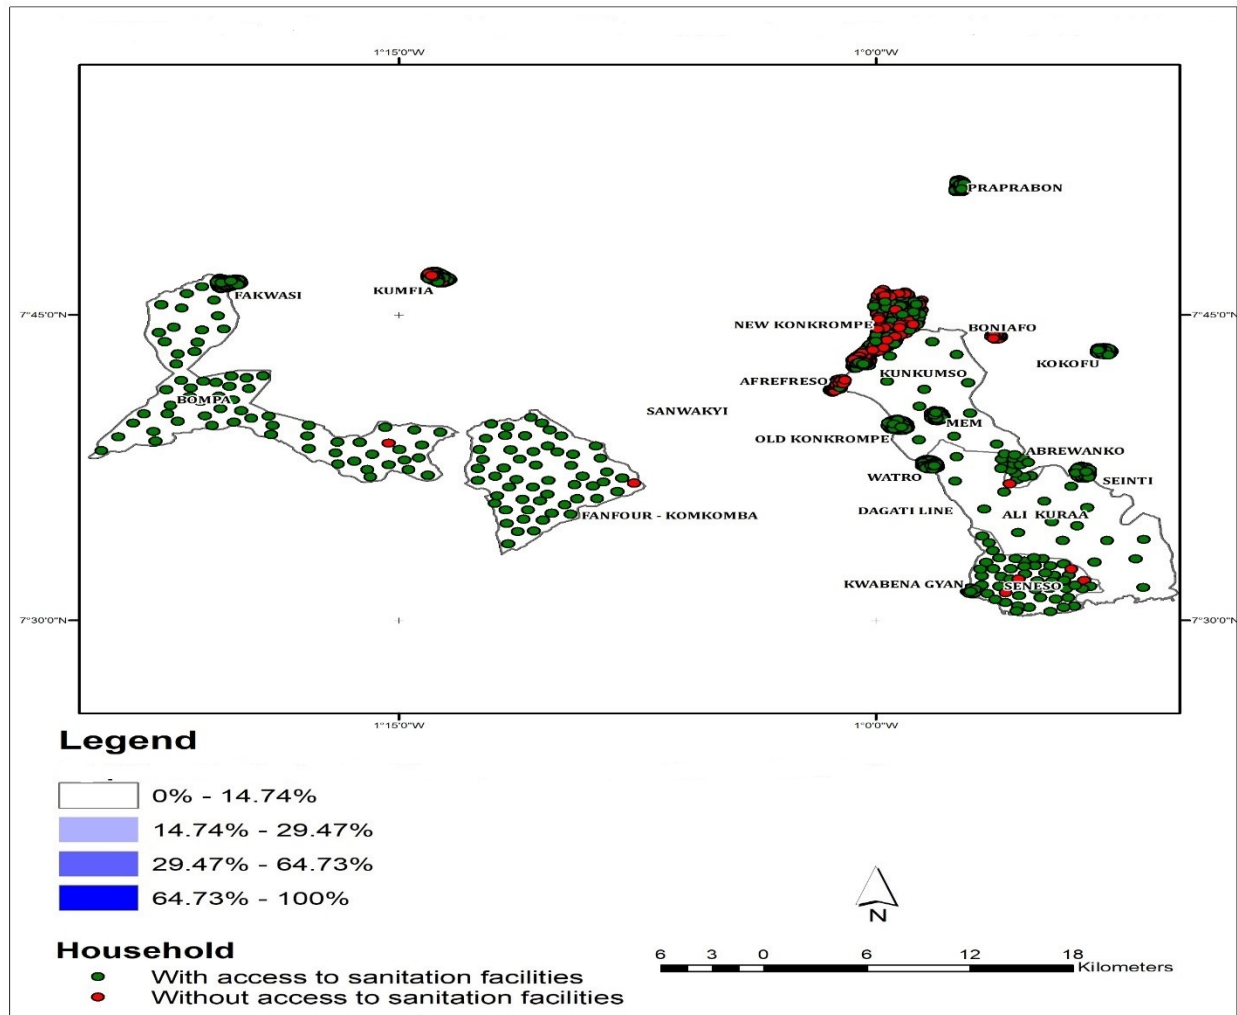 1°15'0"W
1°0'0"W
PRAPRABON
FAKWASI
KUMFIA
7°45'0"N
7°45'0"N
NEW KONKROMPE
BONIAFO
KOKOFU
KUNKUMSO
AFREFRESO
BOMPA
SANWAKYI
MEM
OLD KONKROMPE
ABREWANKO
WATRO
SEINTI
DAGATI LINE
ALI KURAA
FANFOUR - KOMKOMBA
KWABENA GYAN
SENESO
7°30'0"N
7°30'0"N
1°15'0"W
1°0'0"W
Legend
0% - 14.74%
14.74% - 29.47%
29.47% - 64.73%
64.73% - 100%
N
Household
With access to sanitation facilities
Without access to sanitation facilities
6 3 0 6 12 18
Kilometers